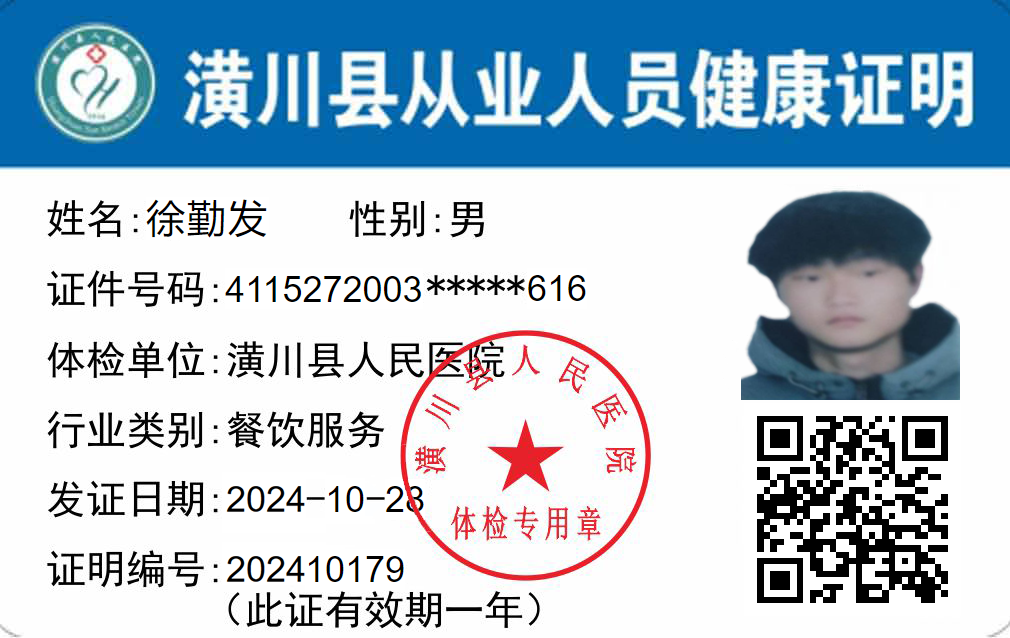 潢川县从业人员健康证明
姓名:徐勤发 性别:男
证件号码:4115272003*****616
体检单位:潢川县人民医院
行业类别:餐饮服务
发证日期:2024-10-28
证明编号:202410179
(此证有效期一年)
潢川县人民医院
体检专用章